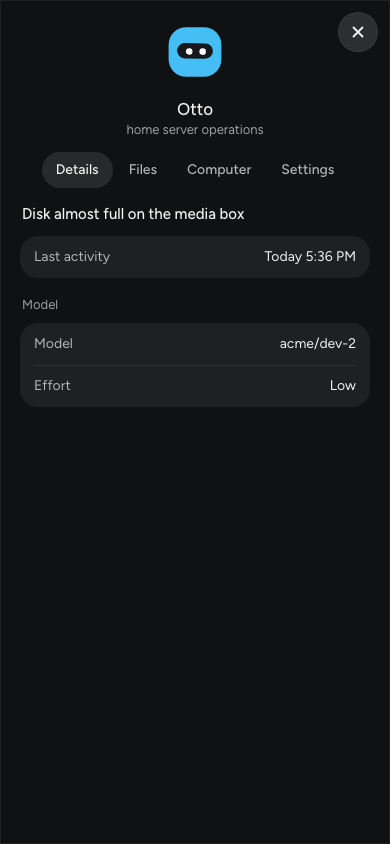 Otto
home server operations
Details Files Computer Settings
Disk almost full on the media box
Last activity Today 5:36 PM
Model
Model acme/dev-2
Effort Low